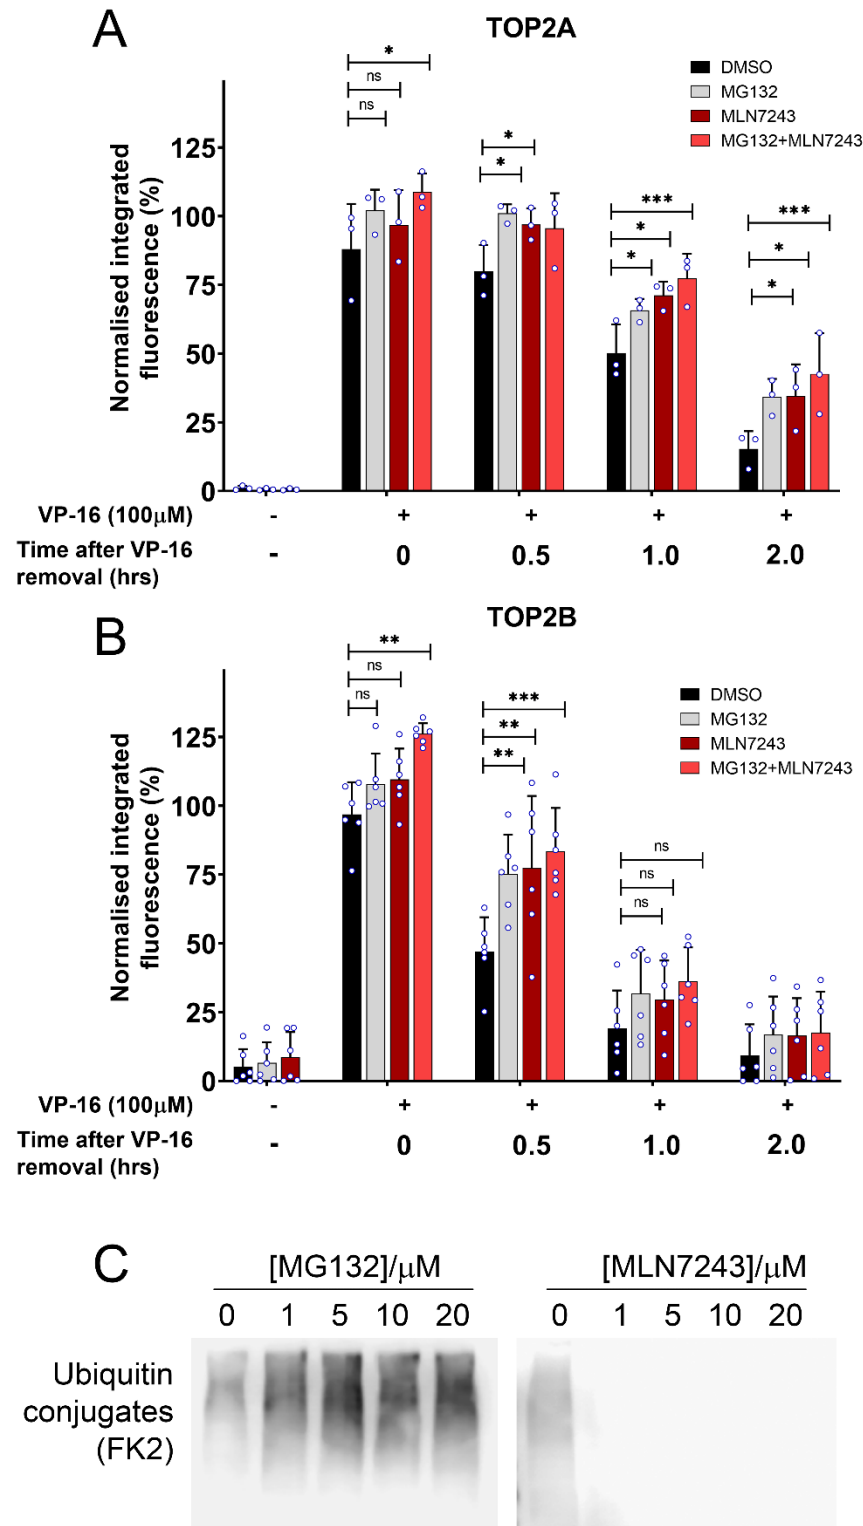 A
TOP2A
DMSO
MG132
MLN7243
MG132+MLN7243
Normalised integrated
fluorescence (%)
125
100
75
50
25
0
ns
ns
*
*
*
*
*
***
*
*
***
VP-16 (100μM)
-
+
+
+
+
Time after VP-16
removal (hrs)
-
0
0.5
1.0
2.0
B
TOP2B
DMSO
MG132
MLN7243
MG132+MLN7243
Normalised integrated
fluorescence (%)
125
100
75
50
25
0
**
ns
ns
***
**
**
ns
ns
ns
VP-16 (100μM)
-
+
+
+
+
Time after VP-16
removal (hrs)
-
0
0.5
1.0
2.0
C
[MG132]/μM
[MLN7243]/μM
0 1 5 10 20
0 1 5 10 20
Ubiquitin
conjugates
(FK2)